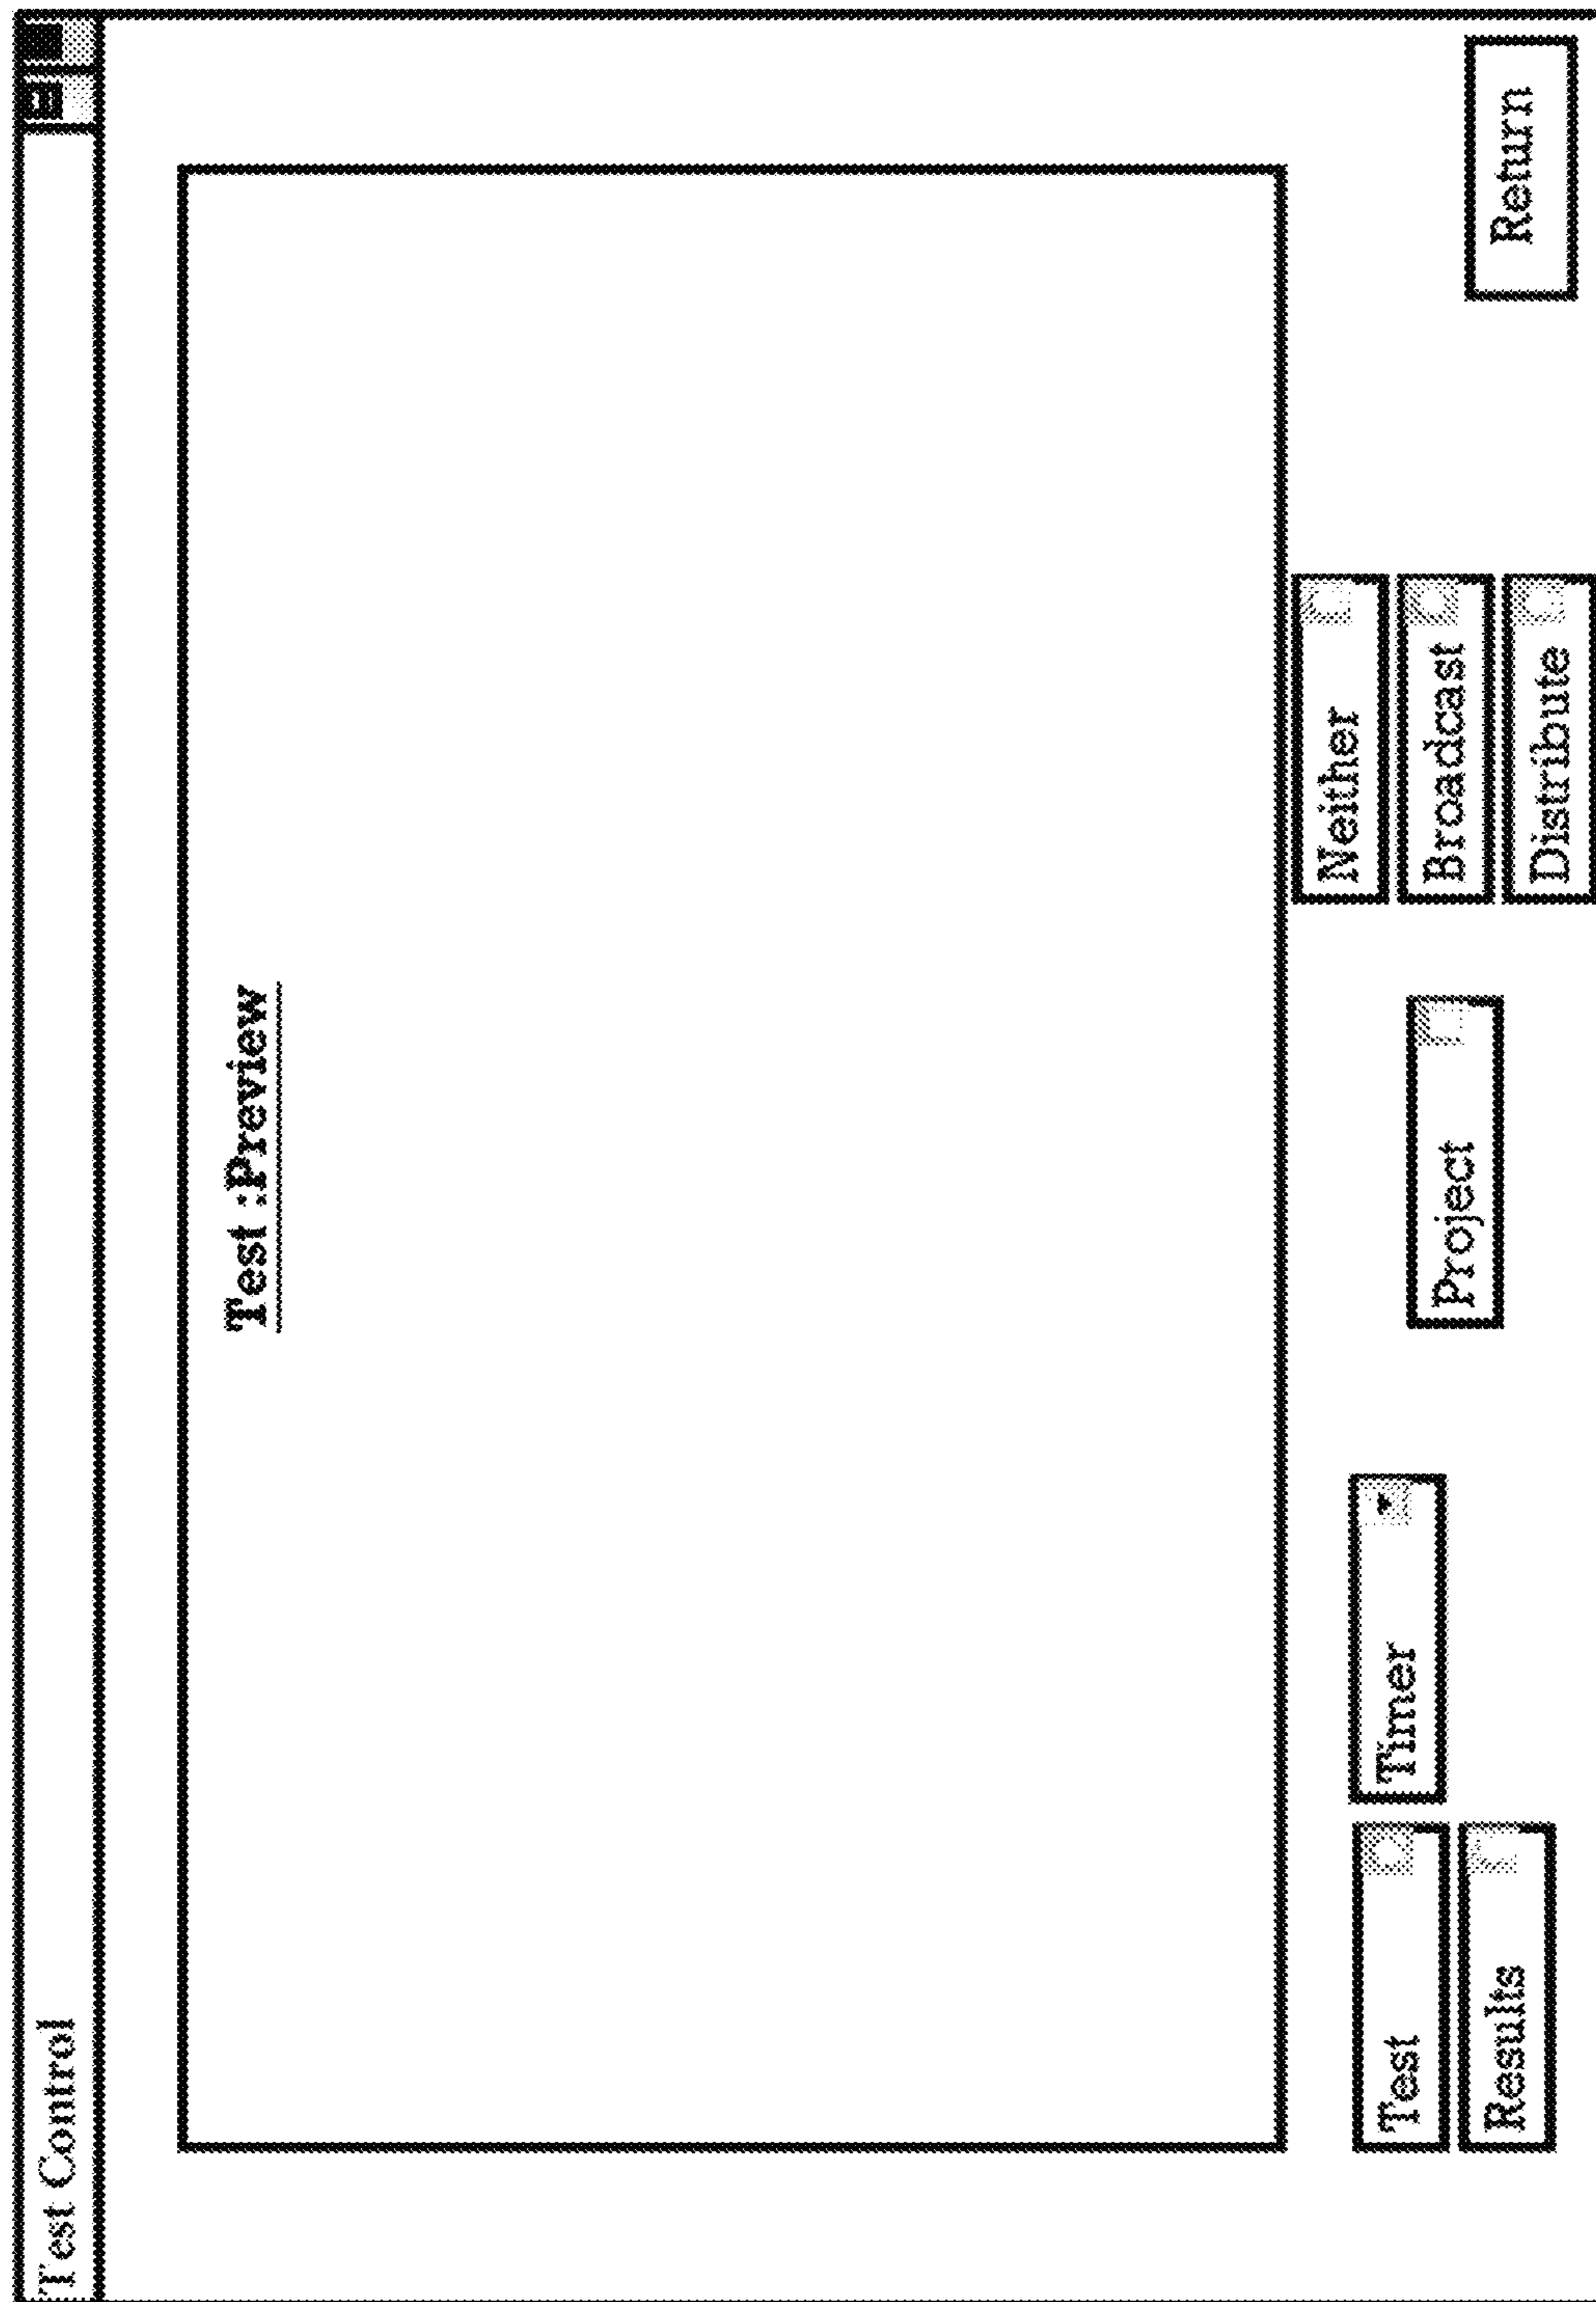 Test Control
Test :Preview
Test
Results
Timer
Project
Neither
Broadcast
Distribute
Return